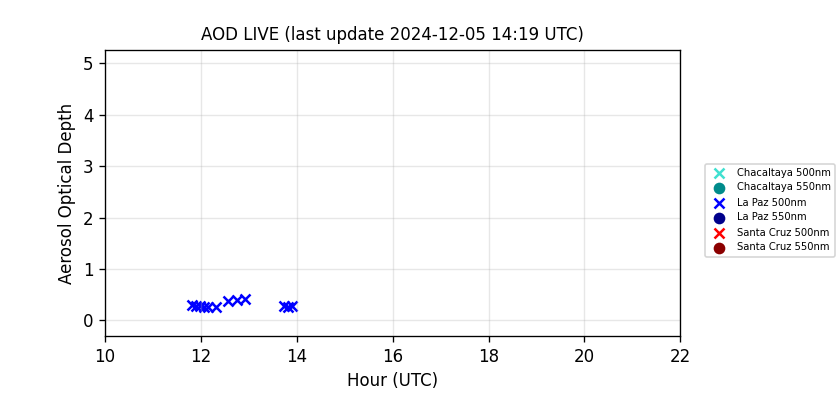 AOD LIVE (last update 2024-12-05 14:19 UTC)
5
4
3
2
1
0
Aerosol Optical Depth
10 12 14 16 18 20 22
Hour (UTC)
Chacaltaya 500nm
Chacaltaya 550nm
La Paz 500nm
La Paz 550nm
Santa Cruz 500nm
Santa Cruz 550nm